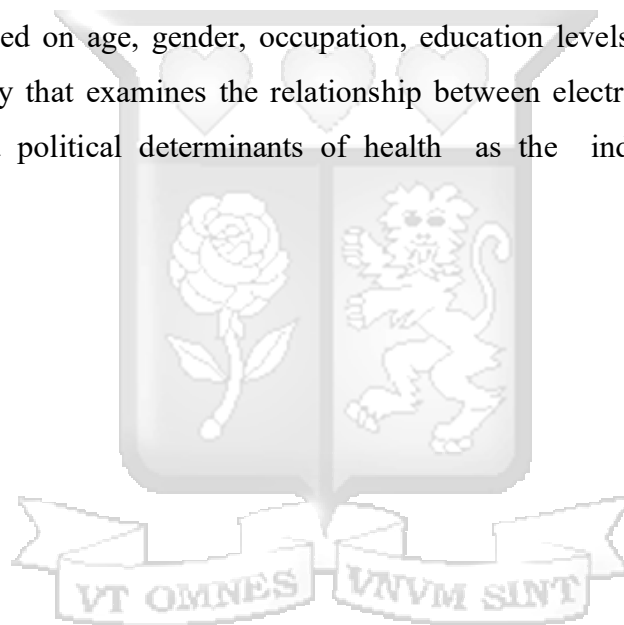 ed on age, gender, occupation, education levels
y that examines the relationship between electr
political determinants of health as the ind
VT OMNES VNVM SINT